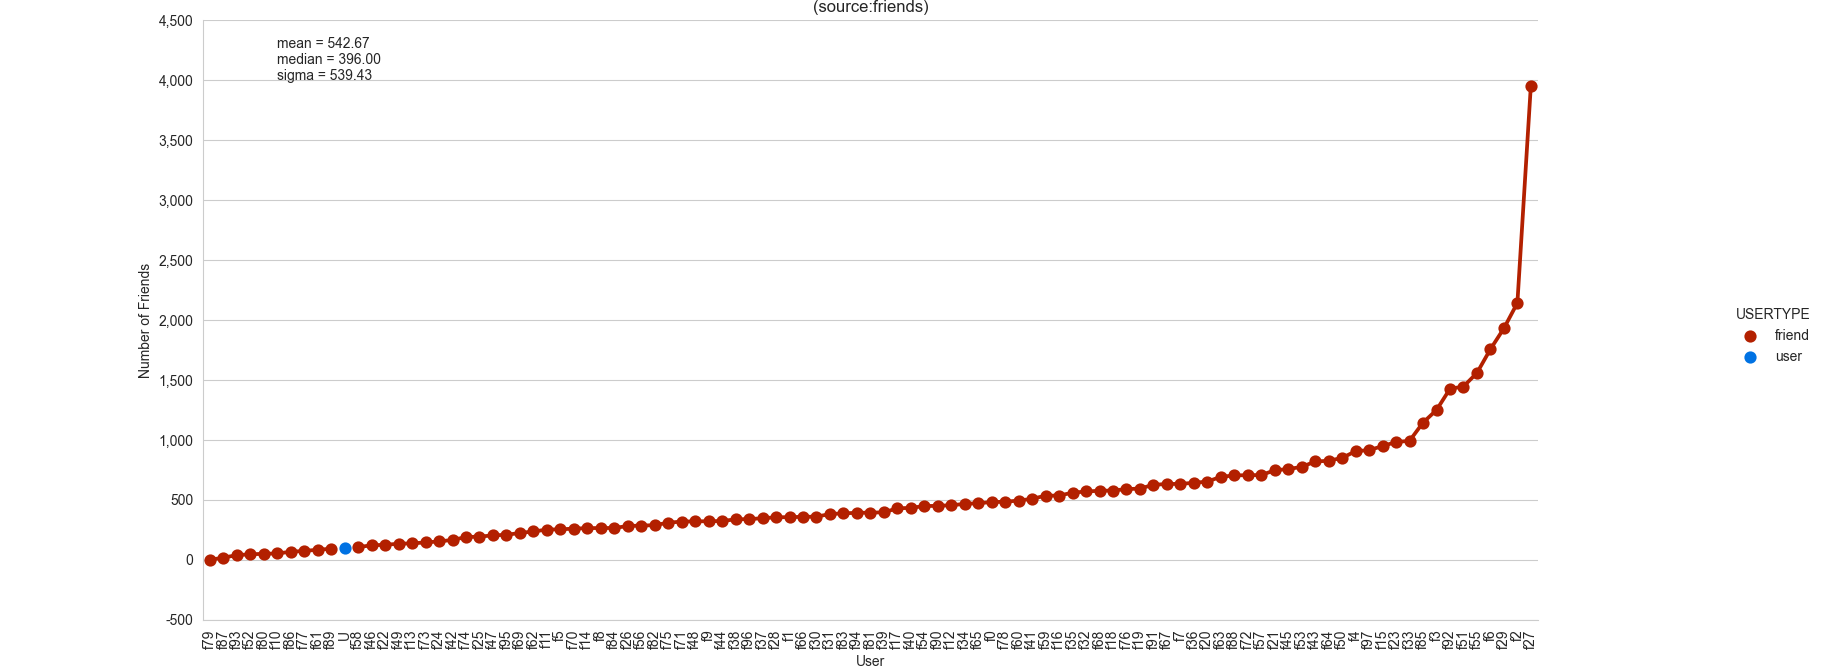 (source:friends)
4,500
4,000
3,500
3,000
2,500
2,000
1,500
1,000
500
0
-500
Number of Friends
mean = 542.67
median = 396.00
sigma = 539.43
f79 f87 f93 f52 f80 f10 f86 f77 f61 f89 U f58 f46 f22 f49 f13 f73 f24 f42 f74 f25 f47 f95 f69 f62 f11 f5 f70 f14 f8 f84 f26 f56 f82 f75 f71 f48 f9 f44 f38 f96 f37 f28 f1 f66 f30 f31 f83 f94 f81 f39 f17 f40 f54 f90 f12 f34 f65 f0 f78 f60 f41 f59 f16 f35 f32 f68 f18 f76 f19 f91 f67 f7 f36 f20 f63 f88 f72 f57 f21 f45 f53 f43 f64 f50 f4 f97 f15 f23 f33 f85 f3 f92 f51 f55 f6 f29 f2 f27
User
USERTYPE
friend
user